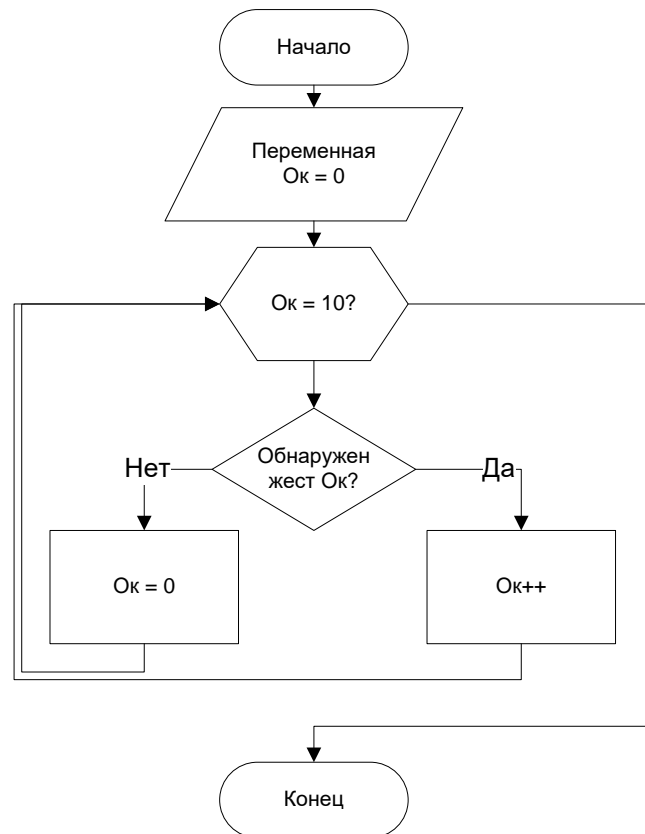 Начало
Переменная
Ок = 0
Ок = 10?
Обнаружен
жест Ок?
Нет
Да
Ок = 0
Ок++
Конец